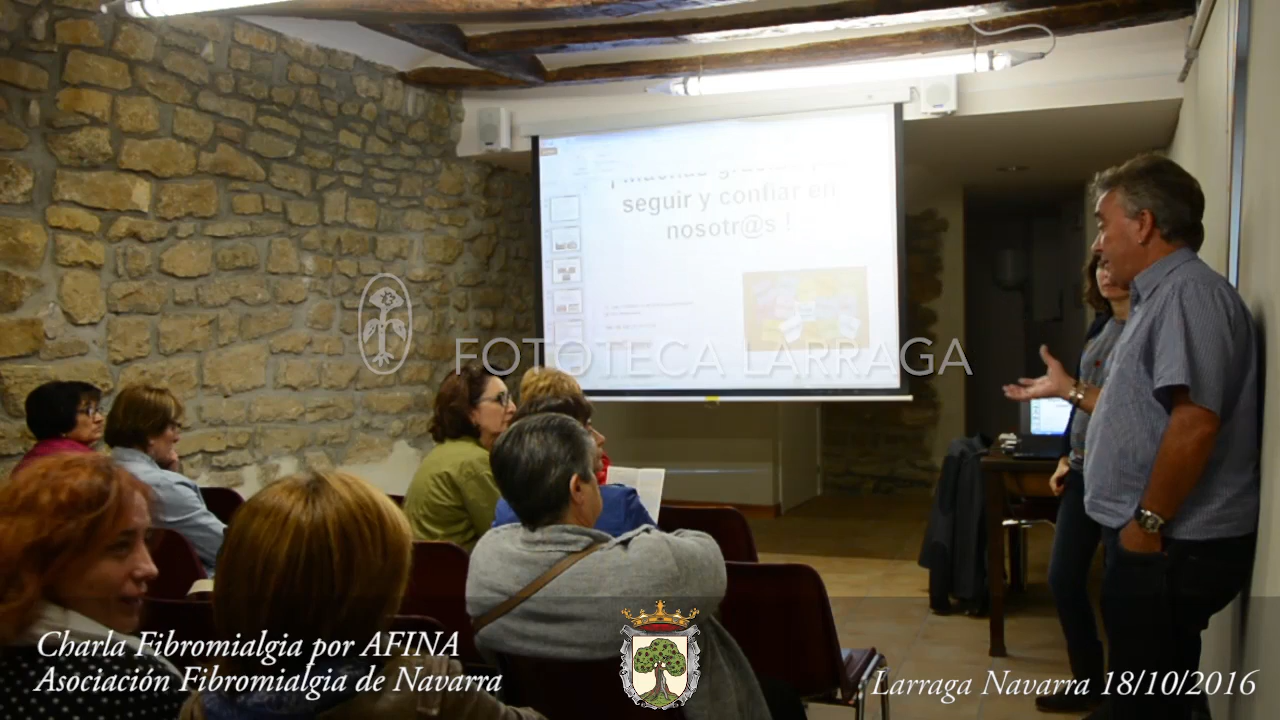 seguir y confiar en
nosotr@s !
FOTOTECA LARRAGA
Charla Fibromialgia por AFINA
Asociación Fibromialgia de Navarra
Larraga Navarra 18/10/2016